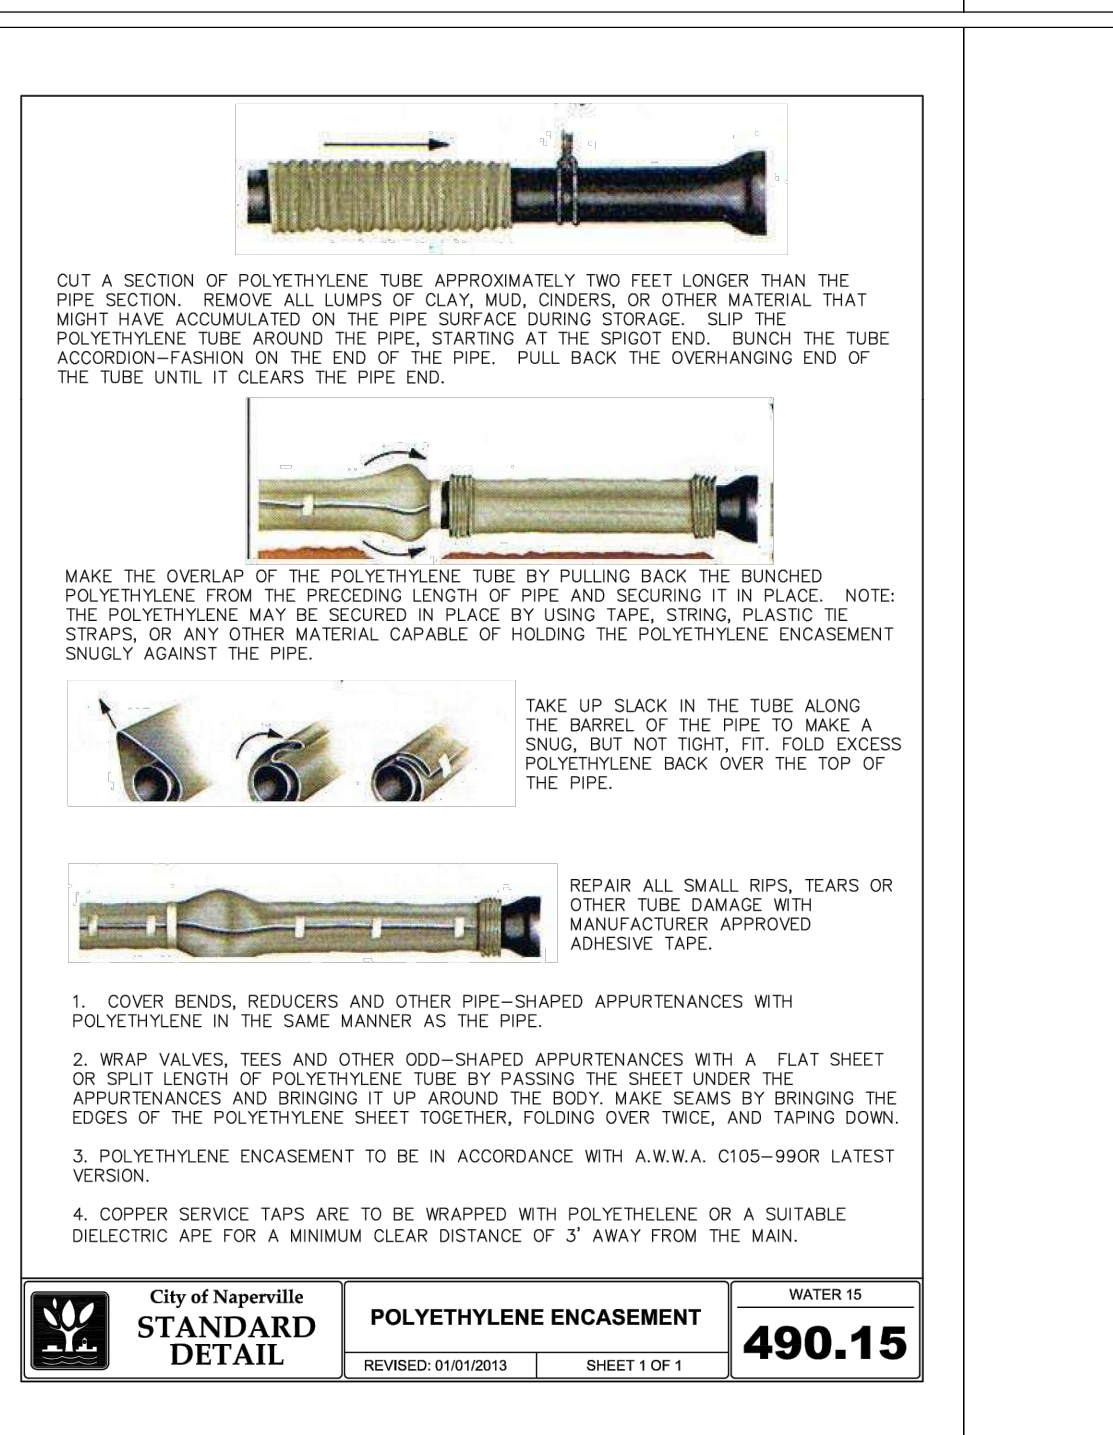 CUT A SECTION OF POLYETHYLENE TUBE APPROXIMATELY TWO FEET LONGER THAN THE
PIPE SECTION. REMOVE ALL LUMPS OF CLAY, MUD, CINDERS, OR OTHER MATERIAL THAT
MIGHT HAVE ACCUMULATED ON THE PIPE SURFACE DURING STORAGE. SLIP THE
POLYETHYLENE TUBE AROUND THE PIPE, STARTING AT THE SPIGOT END. BUNCH THE TUBE
ACCORDION-FASHION ON THE END OF THE PIPE. PULL BACK THE OVERHANGING END OF
THE TUBE UNTIL IT CLEARS THE PIPE END.
MAKE THE OVERLAP OF THE POLYETHYLENE TUBE BY PULLING BACK THE BUNCHED
POLYETHYLENE FROM THE PRECEDING LENGTH OF PIPE AND SECURING IT IN PLACE. NOTE:
THE POLYETHYLENE MAY BE SECURED IN PLACE BY USING TAPE, STRING, PLASTIC TIE
STRAPS, OR ANY OTHER MATERIAL CAPABLE OF HOLDING THE POLYETHYLENE ENCASEMENT
SNUGLY AGAINST THE PIPE.
TAKE UP SLACK IN THE TUBE ALONG
THE BARREL OF THE PIPE TO MAKE A
SNUG, BUT NOT TIGHT, FIT. FOLD EXCESS
POLYETHYLENE BACK OVER THE TOP OF
THE PIPE.
REPAIR ALL SMALL RIPS, TEARS OR
OTHER TUBE DAMAGE WITH
MANUFACTURER APPROVED
ADHESIVE TAPE.
1. COVER BENDS, REDUCERS AND OTHER PIPE-SHAPED APPURTENANCES WITH
POLYETHYLENE IN THE SAME MANNER AS THE PIPE.
2. WRAP VALVES, TEES AND OTHER ODD-SHAPED APPURTENANCES WITH A FLAT SHEET
OR SPLIT LENGTH OF POLYETHYLENE TUBE BY PASSING THE SHEET UNDER THE
APPURTENANCES AND BRINGING IT UP AROUND THE BODY. MAKE SEAMS BY BRINGING THE
EDGES OF THE POLYETHYLENE SHEET TOGETHER, FOLDING OVER TWICE, AND TAPING DOWN.
3. POLYETHYLENE ENCASEMENT TO BE IN ACCORDANCE WITH A.W.W.A. C105-99OR LATEST
VERSION.
4. COPPER SERVICE TAPS ARE TO BE WRAPPED WITH POLYETHELENE OR A SUITABLE
DIELECTRIC APE FOR A MINIMUM CLEAR DISTANCE OF 3' AWAY FROM THE MAIN.
City of Naperville
STANDARD
DETAIL
POLYETHYLENE ENCASEMENT
REVISED: 01/01/2013
SHEET 1 OF 1
WATER 15
490.15